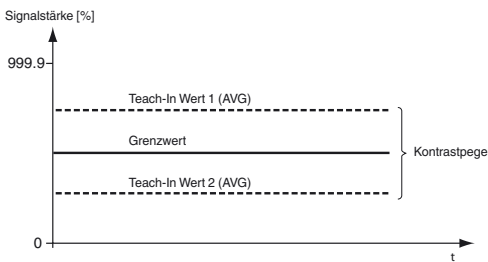 Signalstärke [%]
999.9
Teach-In Wert 1 (AVG)
Grenzwert
Kontrastpege
Teach-In Wert 2 (AVG)
0
t